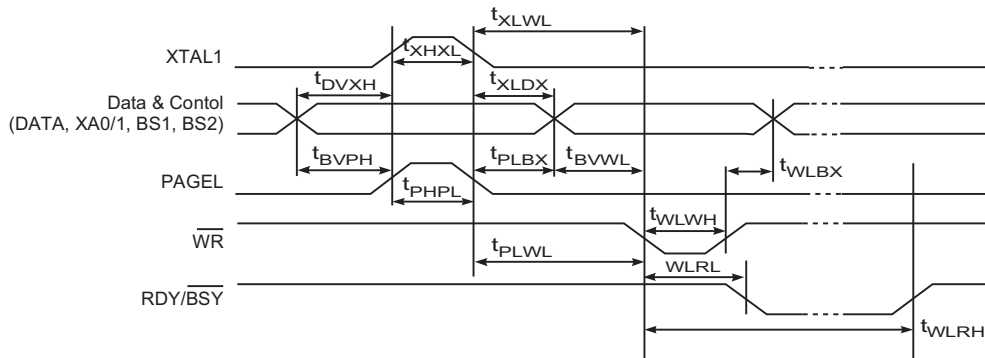 tXLWL
XTAL1
tXHXL
tDVXH
tXLDX
Data & Contol
(DATA, XA0/1, BS1, BS2)
tBVPH
tPLBX
tBVWL
tWLBX
PAGEL
tPHPL
tWLWH
WR
tPLWL
WLRL
RDY/BSY
tWLRH